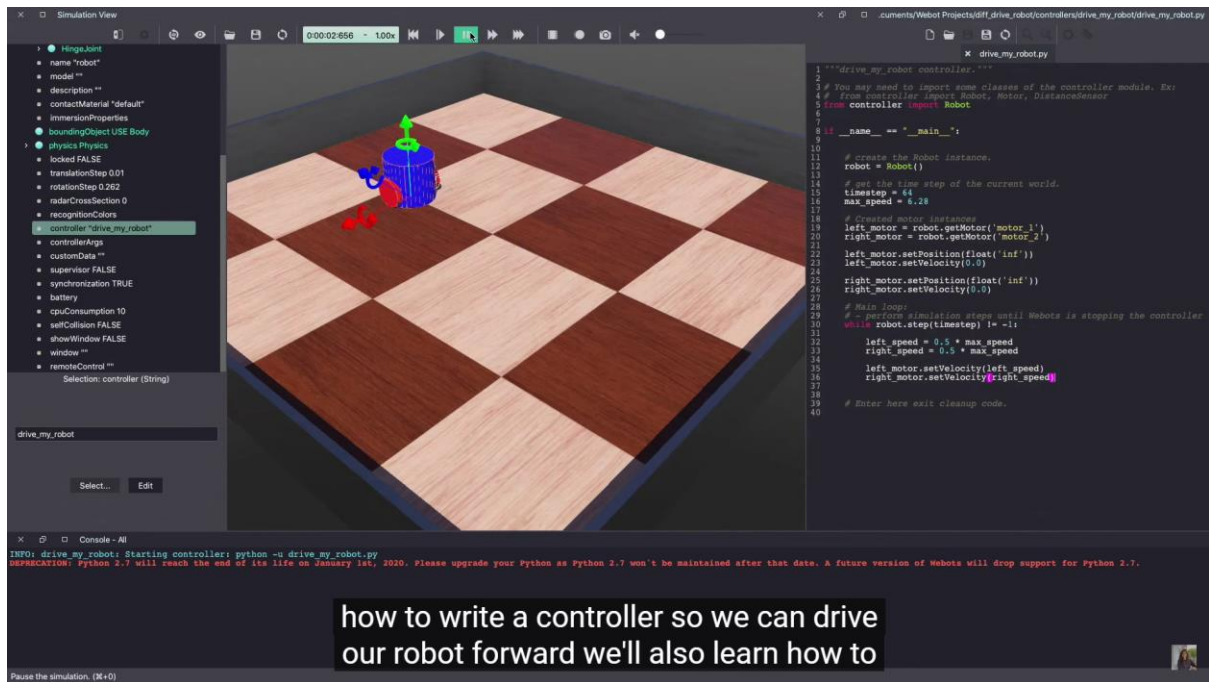 Simulation View
0:00:02:656 - 1.00x
.cuments/Webot Projects/diff_drive_robot/controllers/drive_my_robot/drive_my_robot.py
HingeJoint
name "robot"
model ""
description ""
contactMaterial "default"
immersionProperties
boundingObject USE Body
physics Physics
locked FALSE
translationStep 0.01
rotationStep 0.262
radarCrossSection 0
recognitionColors
controller "drive_my_robot"
controllerArgs
customData ""
supervisor FALSE
synchronization TRUE
battery
cpuConsumption 10
selfCollision FALSE
showWindow FALSE
window ""
remoteControl ""
Selection: controller (String)
drive_my_robot
Select... Edit
drive_my_robot.py
1 """drive_my_robot controller."""
2
3 # You may need to import some classes of the controller module. Ex:
4 #  from controller import Robot, Motor, DistanceSensor
5 from controller import Robot
6
7
8 if __name__ == "__main__":
9
10
11 # create the Robot instance.
12 robot = Robot()
13
14 # get the time step of the current world.
15 timestep = 64
16 max_speed = 6.28
17
18 # Created motor instances
19 left_motor = robot.getMotor('motor_1')
20 right_motor = robot.getMotor('motor_2')
21
22 left_motor.setPosition(float('inf'))
23 left_motor.setVelocity(0.0)
24
25 right_motor.setPosition(float('inf'))
26 right_motor.setVelocity(0.0)
27
28 # Main loop:
29 # - perform simulation steps until Webots is stopping the controller
30 while robot.step(timestep) != -1:
31
32 left_speed = 0.5 * max_speed
33 right_speed = 0.5 * max_speed
34
35 left_motor.setVelocity(left_speed)
36 right_motor.setVelocity(right_speed)
37
38
39 # Enter here exit cleanup code.
40
Console - All
INFO: drive_my_robot: Starting controller: python -u drive_my_robot.py
DEPRECATION: Python 2.7 will reach the end of its life on January 1st, 2020. Please upgrade your Python as Python 2.7 won't be maintained after that date. A future version of Webots will drop support for Python 2.7.
how to write a controller so we can drive
our robot forward we'll also learn how to
Pause the simulation. (⌘+0)